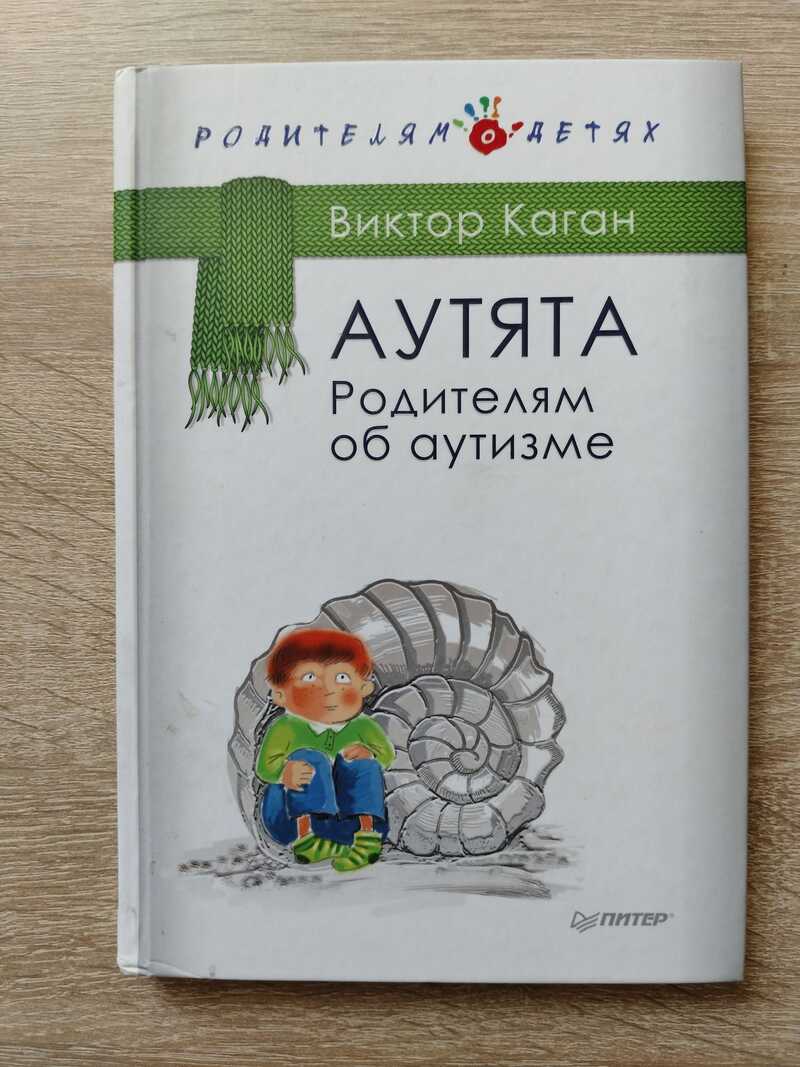 РОДИТЕЛЯМ О ДЕТЯХ
Виктор Каган
АУТЯТА
Родителям
об аутизме
ПИТЕР®